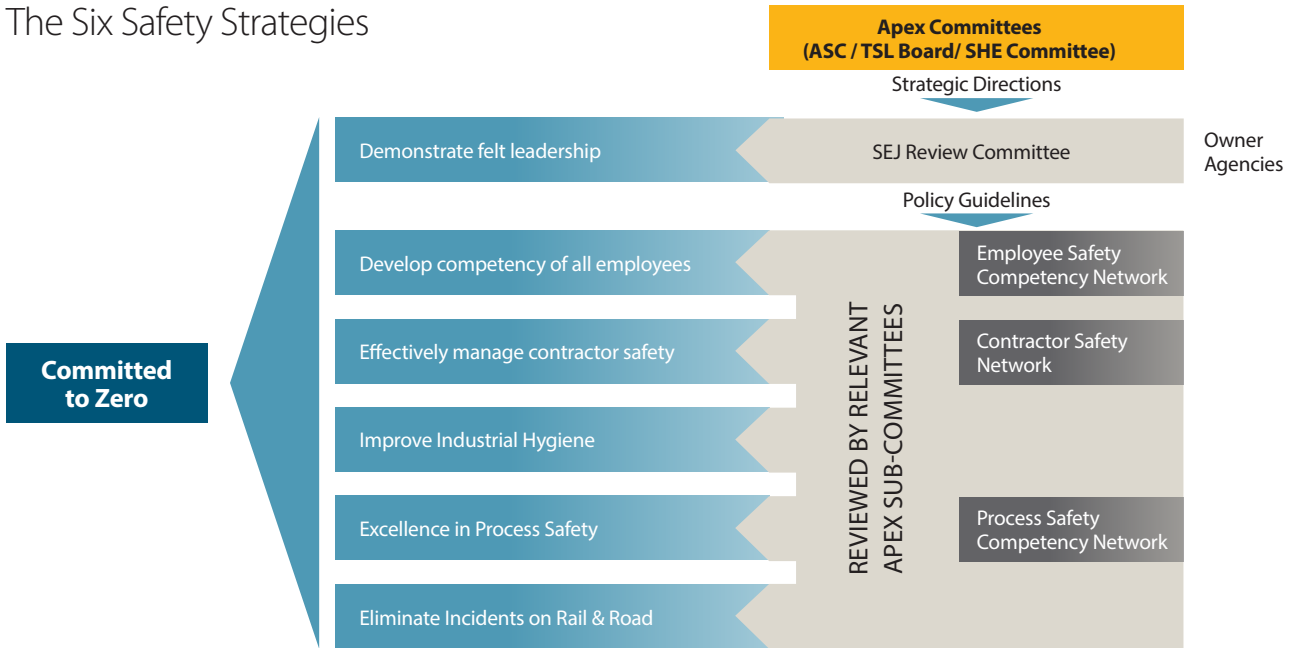 The Six Safety Strategies
Apex Committees
(ASC / TSL Board/ SHE Committee)
Strategic Directions
Demonstrate felt leadership
SEJ Review Committee
Owner
Agencies
Policy Guidelines
Develop competency of all employees
Employee Safety
Competency Network
Effectively manage contractor safety
Contractor Safety
Network
Committed
to Zero
Improve Industrial Hygiene
REVIEWED BY RELEVANT
APEX SUB-COMMITTEES
Excellence in Process Safety
Process Safety
Competency Network
Eliminate Incidents on Rail & Road